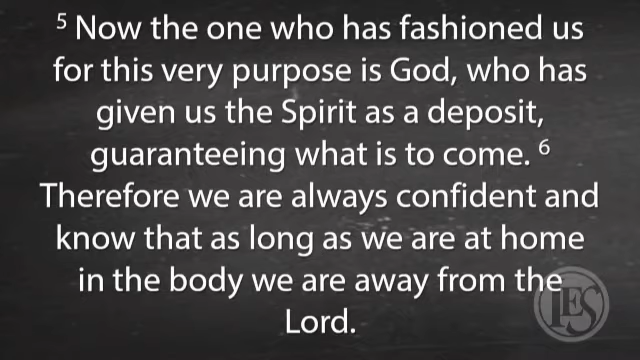 ⁵ Now the one who has fashioned us
for this very purpose is God, who has
given us the Spirit as a deposit,
guaranteeing what is to come. ⁶
Therefore we are always confident and
know that as long as we are at home
in the body we are away from the
Lord.
IES